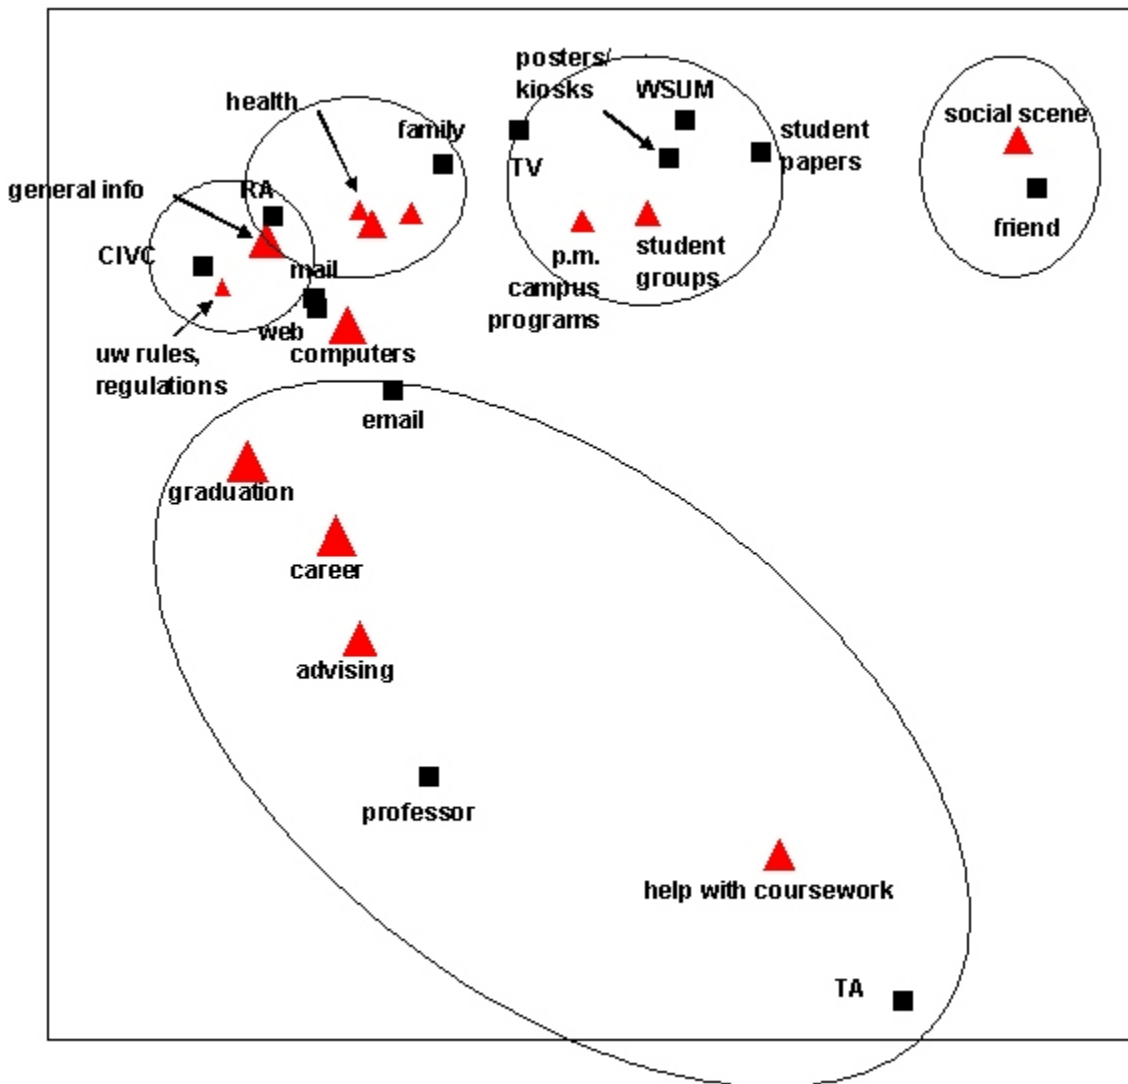 posters/
kiosks
WSUM
health
family
student
papers
social scene
TV
general info
RA
friend
CIVC
mail
p.m.
campus
programs
student
groups
web
computers
uw rules,
regulations
email
graduation
career
advising
professor
help with coursework
TA